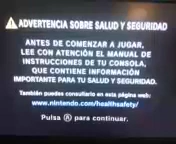 ADVERTENCIA SOBRE SALUD Y SEGURIDAD
ANTES DE COMENZAR A JUGAR,
LEE CON ATENCIÓN EL MANUAL DE
INSTRUCCIONES DE TU CONSOLA,
QUE CONTIENE INFORMACIÓN
IMPORTANTE PARA TU SALUD Y SEGURIDAD.
También puedes consultarlo en esta página web:
www.nintendo.com/healthsafety/
Pulsa A para continuar.